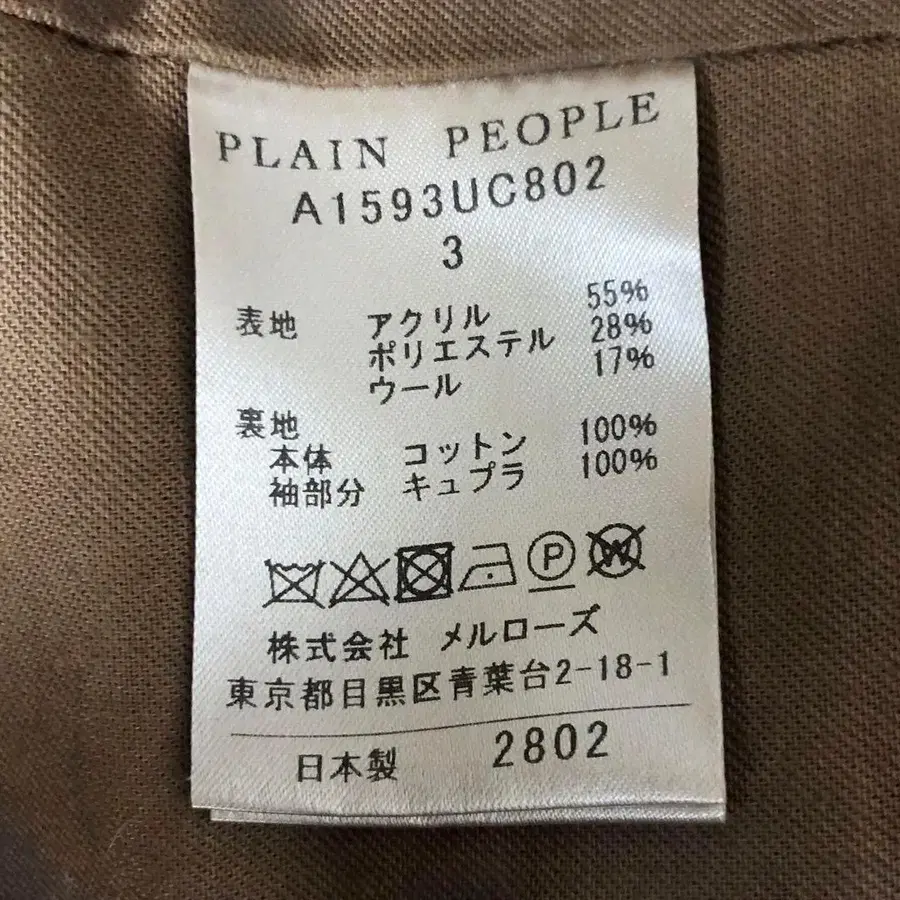 PLAIN PEOPLE
A1593UC802
3
表地 アクリル 55%
ポリエステル 28%
ウール 17%
裏地
本体 コットン 100%
袖部分 キュプラ 100%
P W
株式会社 メルローズ
東京都目黒区青葉台2-18-1
日本製 2802